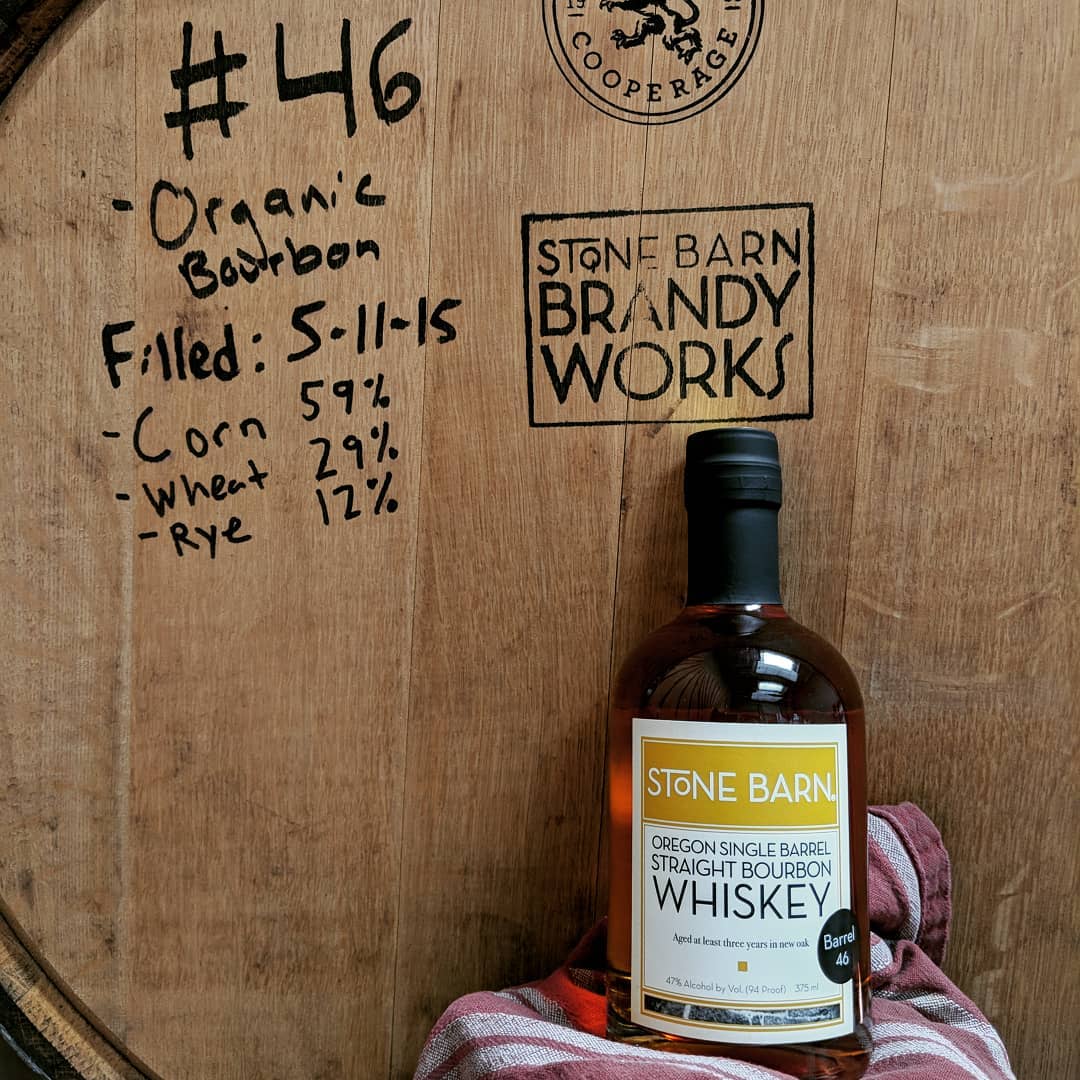 #46
- Organic
Bourbon
Filled: 5-11-15
- Corn 59%
- Wheat 29%
- Rye 12%
19
COOPERAGE
STONE BARN
BRANDY
WORKS
STONE BARN.
OREGON SINGLE BARREL
STRAIGHT BOURBON
WHISKEY
Aged at least three years in new oak
Barrel
46
47% Alcohol by Vol. (94 Proof) 375 ml